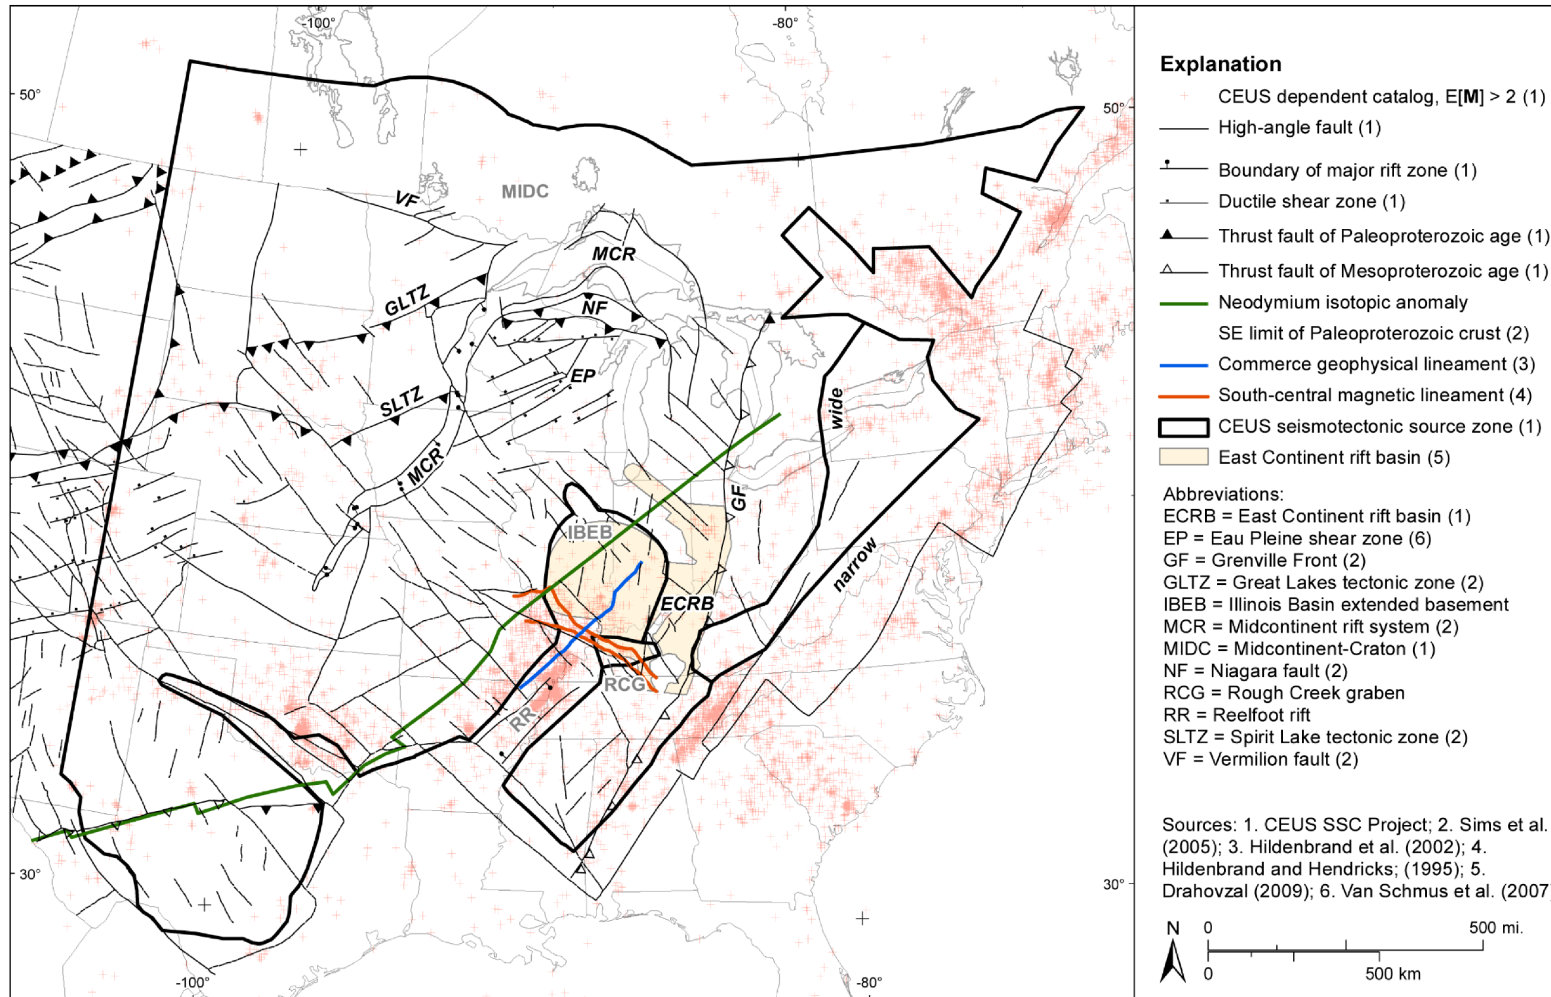 -100°
-80°
50°
50°
VF
MIDC
MCR
GLTZ
NF
EP
SLTZ
wide
MCR
GF
IBEB
narrow
ECRB
RCG
RR
30°
30°
-100°
-80°
Explanation
CEUS dependent catalog, E[M] > 2 (1)
High-angle fault (1)
Boundary of major rift zone (1)
Ductile shear zone (1)
Thrust fault of Paleoproterozoic age (1)
Thrust fault of Mesoproterozoic age (1)
Neodymium isotopic anomaly
SE limit of Paleoproterozoic crust (2)
Commerce geophysical lineament (3)
South-central magnetic lineament (4)
CEUS seismotectonic source zone (1)
East Continent rift basin (5)
Abbreviations:
ECRB = East Continent rift basin (1)
EP = Eau Pleine shear zone (6)
GF = Grenville Front (2)
GLTZ = Great Lakes tectonic zone (2)
IBEB = Illinois Basin extended basement
MCR = Midcontinent rift system (2)
MIDC = Midcontinent-Craton (1)
NF = Niagara fault (2)
RCG = Rough Creek graben
RR = Reelfoot rift
SLTZ = Spirit Lake tectonic zone (2)
VF = Vermilion fault (2)
Sources: 1. CEUS SSC Project; 2. Sims et al.
(2005); 3. Hildenbrand et al. (2002); 4.
Hildenbrand and Hendricks; (1995); 5.
Drahovzal (2009); 6. Van Schmus et al. (2007
N
0 500 mi.
0 500 km